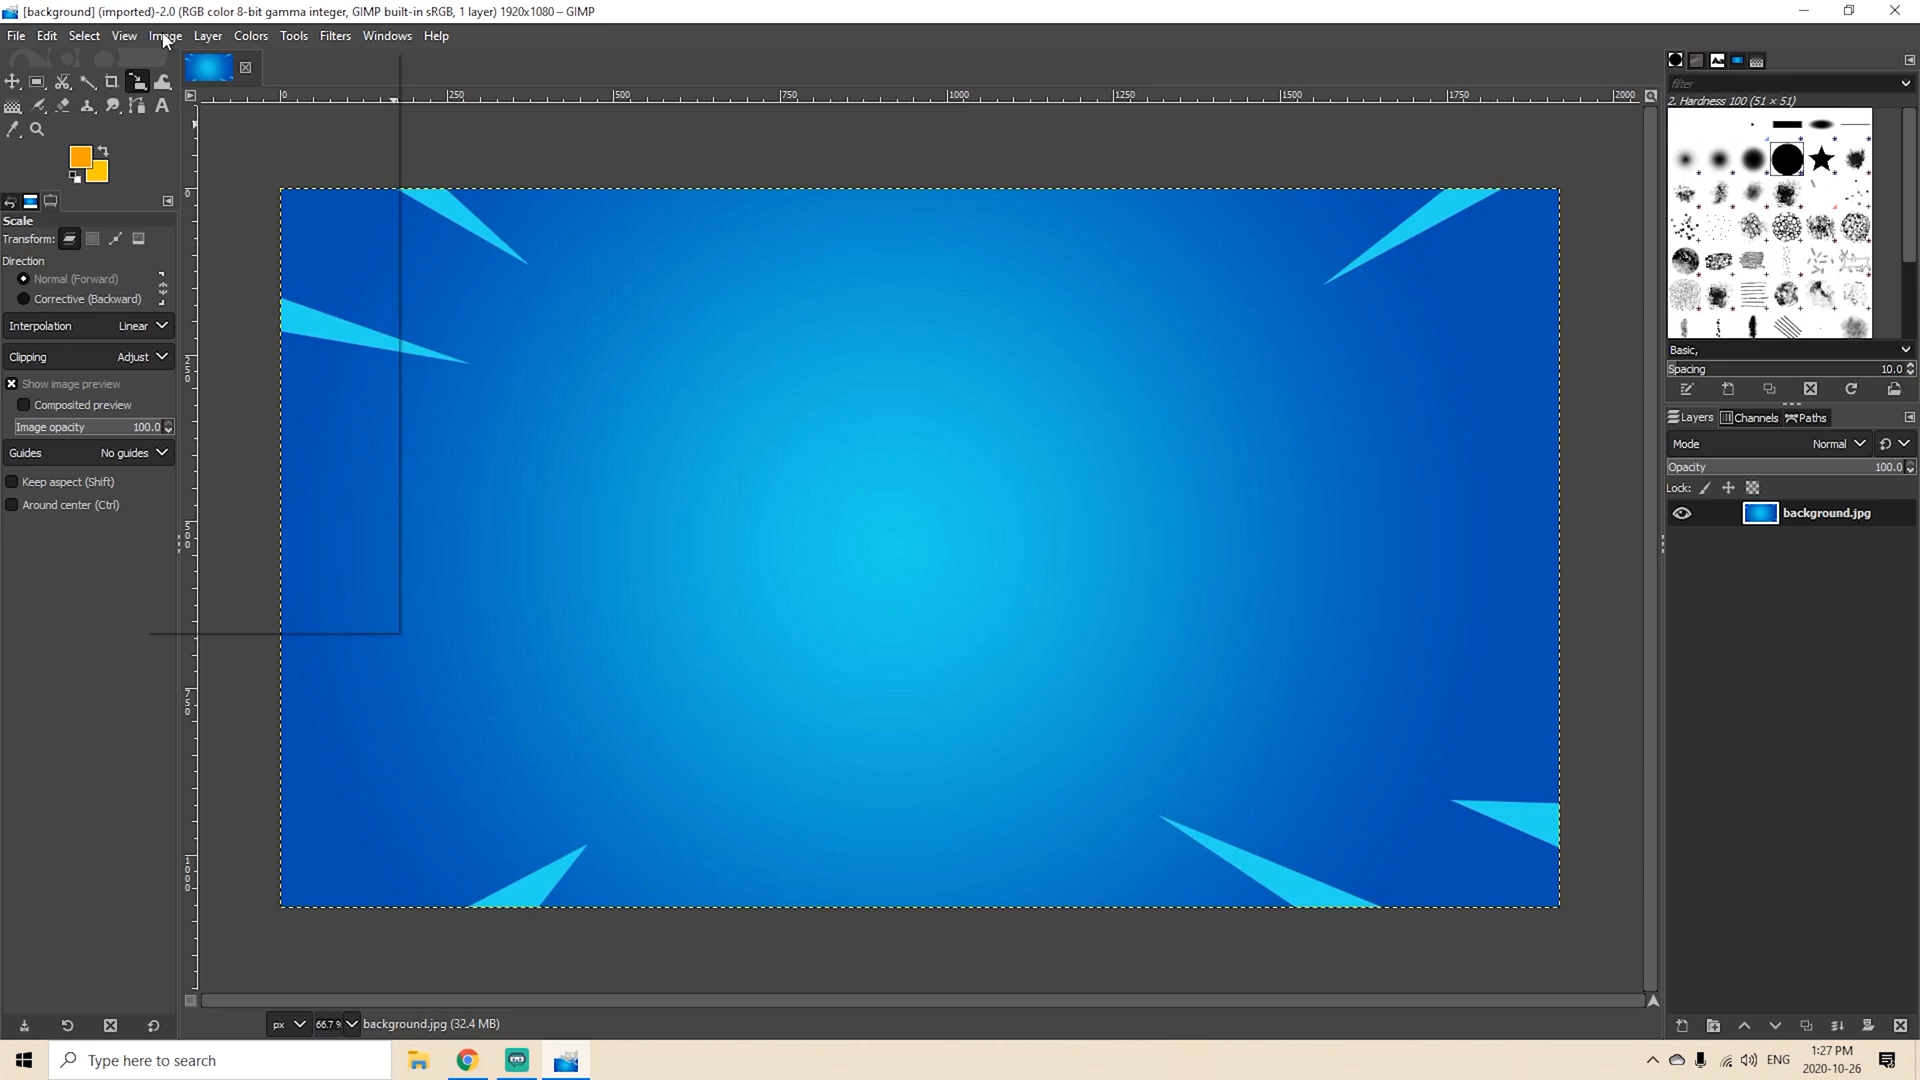 [background] (imported)-2.0 (RGB color 8-bit gamma integer, GIMP built-in sRGB, 1 layer) 1920x1080 – GIMP
File Edit Select View Image Layer Colors Tools Filters Windows Help
0 250 500 750 1000 1250 1500 1750 2000
filter
2. Hardness 100 (51 × 51)
Scale
Transform:
Direction
Normal (Forward)
Corrective (Backward)
Interpolation Linear
Clipping Adjust
Show image preview
Composited preview
Image opacity 100.0
Guides No guides
Keep aspect (Shift)
Around center (Ctrl)
0
250
500
750
1000
Basic,
Spacing 10.0
Layers Channels Paths
Mode Normal
Opacity 100.0
Lock:
background.jpg
px 66.7 % background.jpg (32.4 MB)
Type here to search
ENG
1:27 PM
2020-10-26